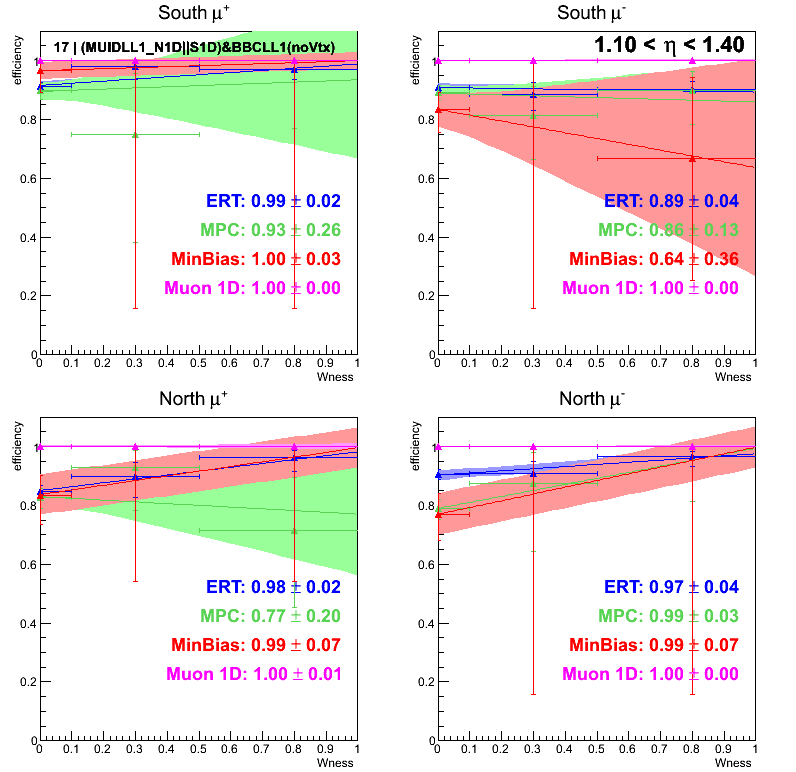 South μ+
South μ-
17 | (MUIDLL1_N1D||S1D)&BBCLL1(noVtx)
1.10 < η < 1.40
efficiency
1
0.8
0.6
0.4
0.2
0
ERT: 0.99 ± 0.02
MPC: 0.93 ± 0.26
MinBias: 1.00 ± 0.03
Muon 1D: 1.00 ± 0.00
0 0.1 0.2 0.3 0.4 0.5 0.6 0.7 0.8 0.9 1
Wness
efficiency
1
0.8
0.6
0.4
0.2
0
ERT: 0.89 ± 0.04
MPC: 0.86 ± 0.13
MinBias: 0.64 ± 0.36
Muon 1D: 1.00 ± 0.00
0 0.1 0.2 0.3 0.4 0.5 0.6 0.7 0.8 0.9 1
Wness
North μ+
efficiency
1
0.8
0.6
0.4
0.2
0
ERT: 0.98 ± 0.02
MPC: 0.77 ± 0.20
MinBias: 0.99 ± 0.07
Muon 1D: 1.00 ± 0.01
0 0.1 0.2 0.3 0.4 0.5 0.6 0.7 0.8 0.9 1
Wness
North μ-
efficiency
1
0.8
0.6
0.4
0.2
0
ERT: 0.97 ± 0.04
MPC: 0.99 ± 0.03
MinBias: 0.99 ± 0.07
Muon 1D: 1.00 ± 0.00
0 0.1 0.2 0.3 0.4 0.5 0.6 0.7 0.8 0.9 1
Wness